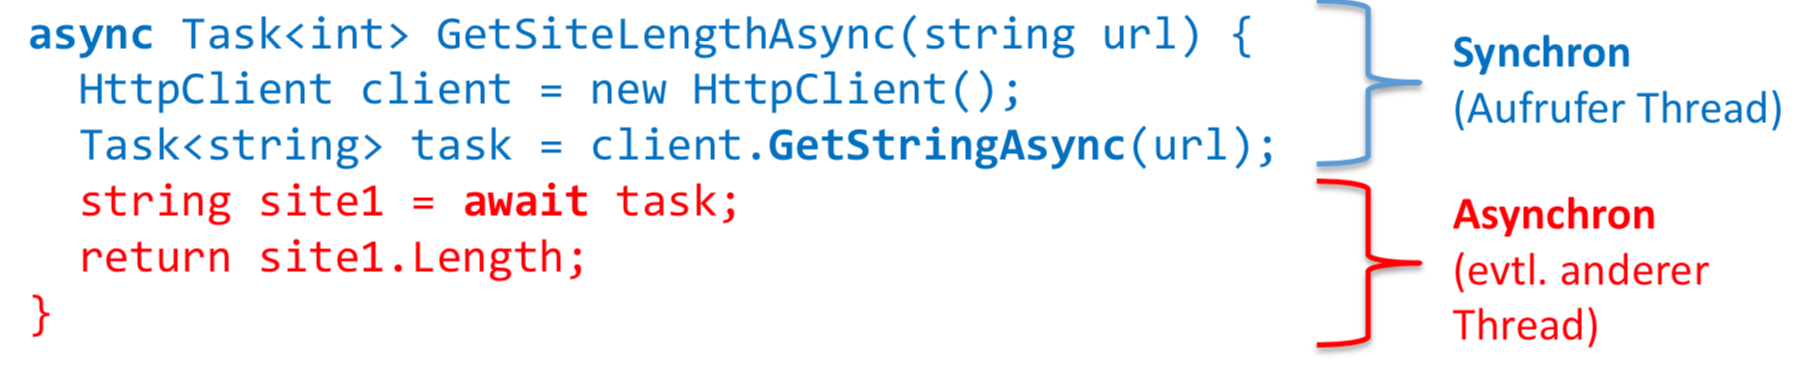 async Task<int> GetSiteLengthAsync(string url) {
HttpClient client = new HttpClient();
Task<string> task = client.GetStringAsync(url);
string site1 = await task;
return site1.Length;
}
Synchron
(Aufrufer Thread)
Asynchron
(evtl. anderer
Thread)